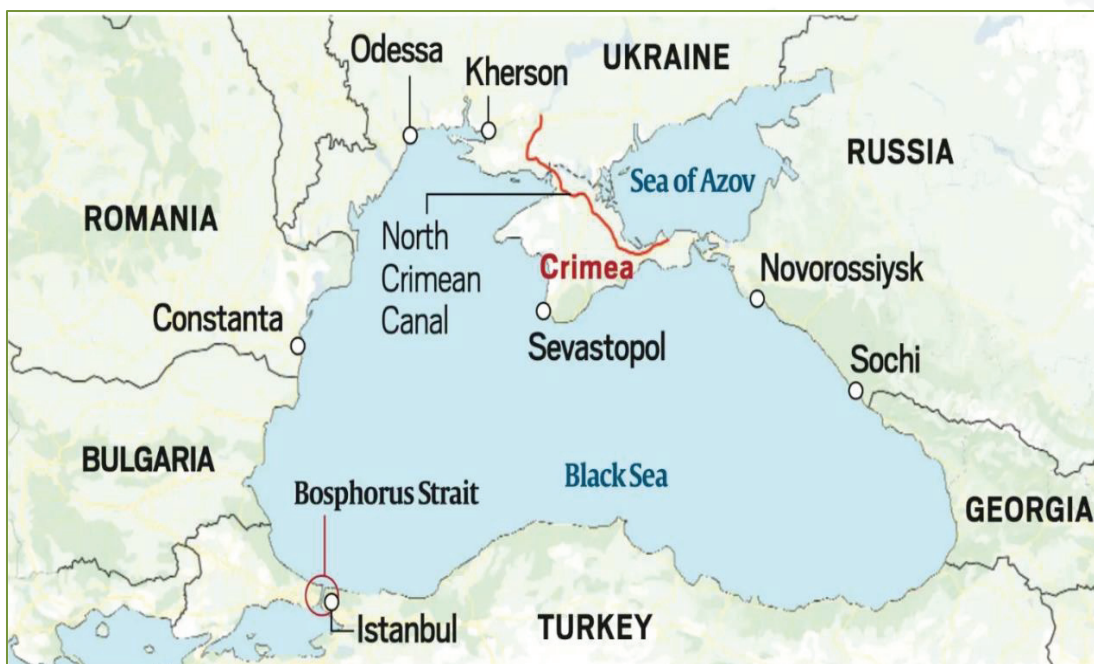 Odessa
Kherson
UKRAINE
RUSSIA
Sea of Azov
ROMANIA
North
Crimean
Canal
Crimea
Novorossiysk
Constanta
Sevastopol
Sochi
BULGARIA
Black Sea
Bosphorus Strait
GEORGIA
Istanbul
TURKEY